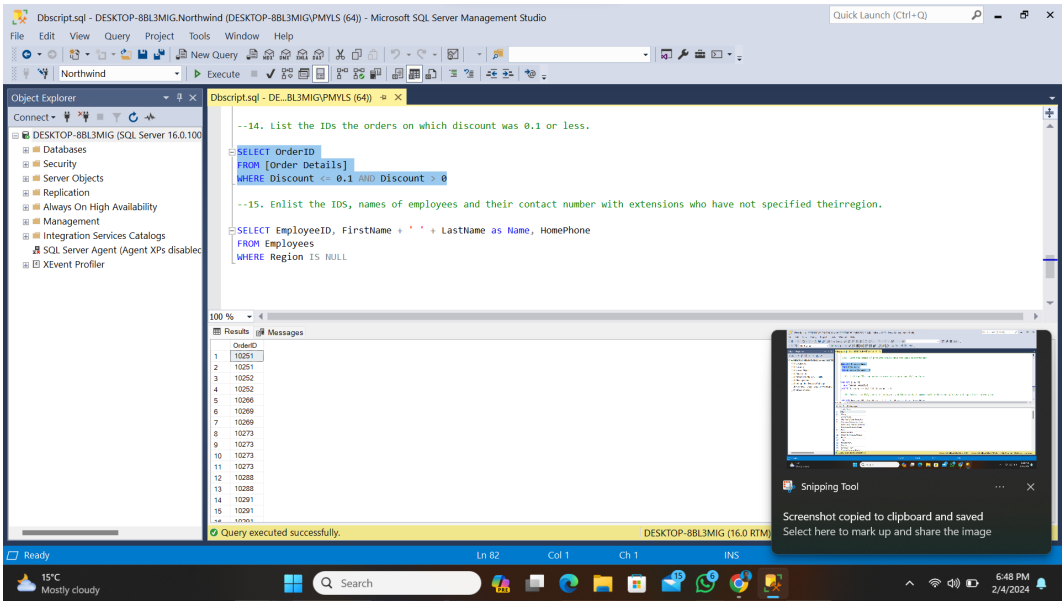 Dbscript.sql - DESKTOP-8BL3MIG.Northwind (DESKTOP-8BL3MIG\PMYLS (64)) - Microsoft SQL Server Management Studio
Quick Launch (Ctrl+Q)
File Edit View Query Project Tools Window Help
New Query
Northwind
Execute
Object Explorer
Connect
DESKTOP-8BL3MIG (SQL Server 16.0.100
Databases
Security
Server Objects
Replication
Always On High Availability
Management
Integration Services Catalogs
SQL Server Agent (Agent XPs disablec
XEvent Profiler
Dbscript.sql - DE...BL3MIG\PMYLS (64))
--14. List the IDs the orders on which discount was 0.1 or less.
SELECT OrderID
FROM [Order Details]
WHERE Discount <= 0.1 AND Discount > 0
--15. Enlist the IDS, names of employees and their contact number with extensions who have not specified theirregion.
SELECT EmployeeID, FirstName + ' ' + LastName as Name, HomePhone
FROM Employees
WHERE Region IS NULL
100 %
Results Messages
OrderID
1 10251
2 10251
3 10252
4 10252
5 10266
6 10269
7 10269
8 10273
9 10273
10 10273
11 10273
12 10288
13 10288
14 10291
15 10291
16 10291
Query executed successfully.
DESKTOP-8BL3MIG (16.0 RTM)
Snipping Tool
Screenshot copied to clipboard and saved
Select here to mark up and share the image
Ready
Ln 82
Col 1
Ch 1
INS
15°C
Mostly cloudy
Search
PRE
15
6
6:48 PM
2/4/2024